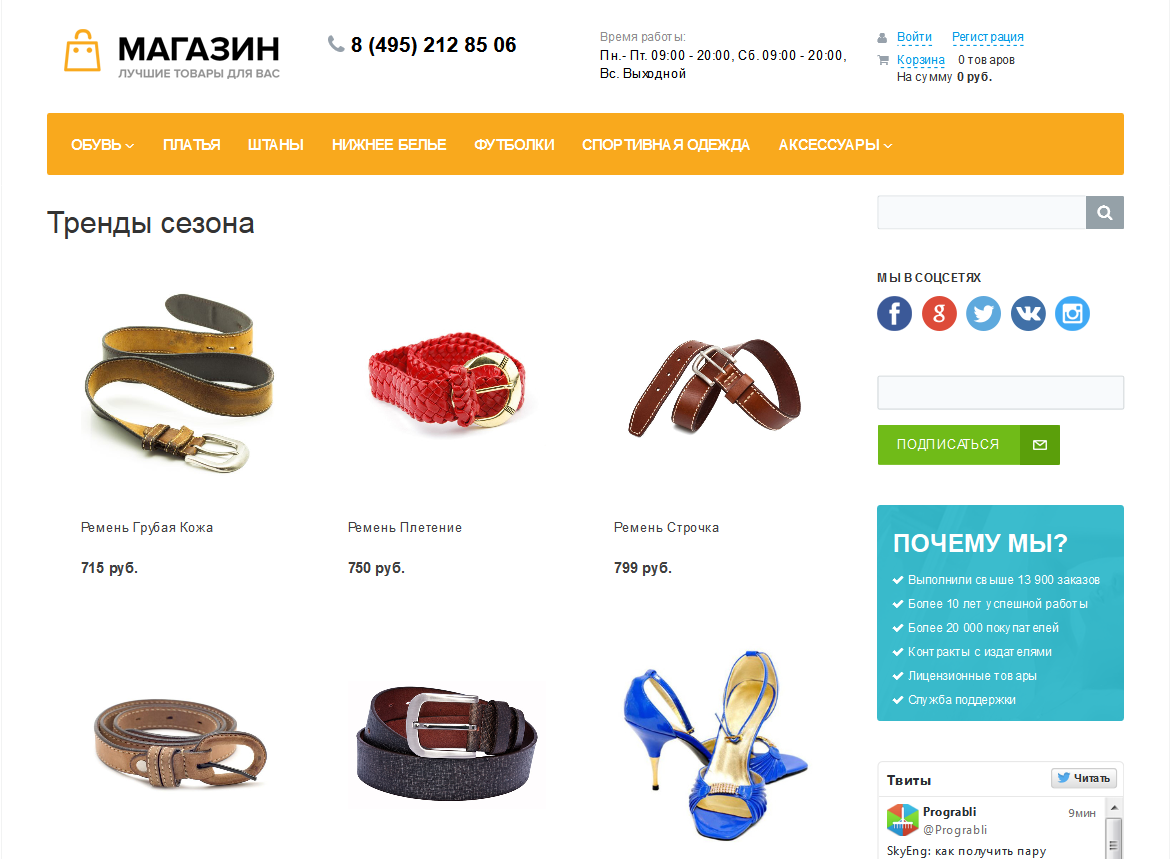 МАГАЗИН
ЛУЧШИЕ ТОВАРЫ ДЛЯ ВАС
8 (495) 212 85 06
Время работы:
Пн.- Пт. 09:00 - 20:00, Сб. 09:00 - 20:00,
Вс. Выходной
Войти Регистрация
Корзина 0 товаров
На сумму 0 руб.
ОБУВЬ ПЛАТЬЯ ШТАНЫ НИЖНЕЕ БЕЛЬЕ ФУТБОЛКИ СПОРТИВНАЯ ОДЕЖДА АКСЕССУАРЫ
Тренды сезона
Ремень Грубая Кожа
715 руб.
Ремень Плетение
750 руб.
Ремень Строчка
799 руб.
МЫ В СОЦСЕТЯХ
ПОДПИСАТЬСЯ
ПОЧЕМУ МЫ?
Выполнили свыше 13 900 заказов
Более 10 лет успешной работы
Более 20 000 покупателей
Контракты с издателями
Лицензионные товары
Служба поддержки
Твиты
Читать
Prograbli 9мин
@Prograbli
SkyEng: как получить пару